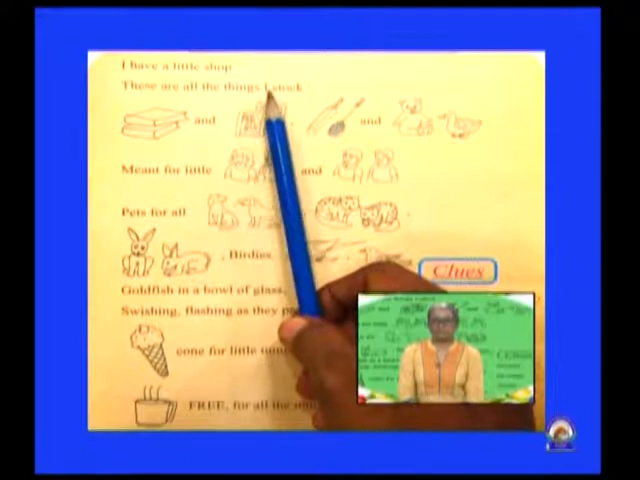 I have a little shop
These are all the things I stock
and
and
Meant for little and
Pets for all
, Birdies
Clues
Goldfish in a bowl of glass,
Swishing, flashing as they
cone for little
FREE, for all the